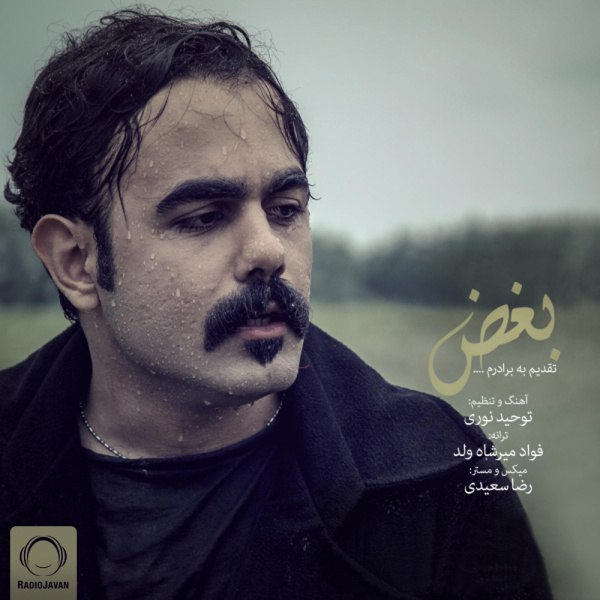 بغض
تقدیم به برادرم ....
آهنگ و تنظیم:
توحید نوری
ترانه:
فواد میرشاه ولد
میکس و مستر:
رضا سعیدی
RADIOJAVAN